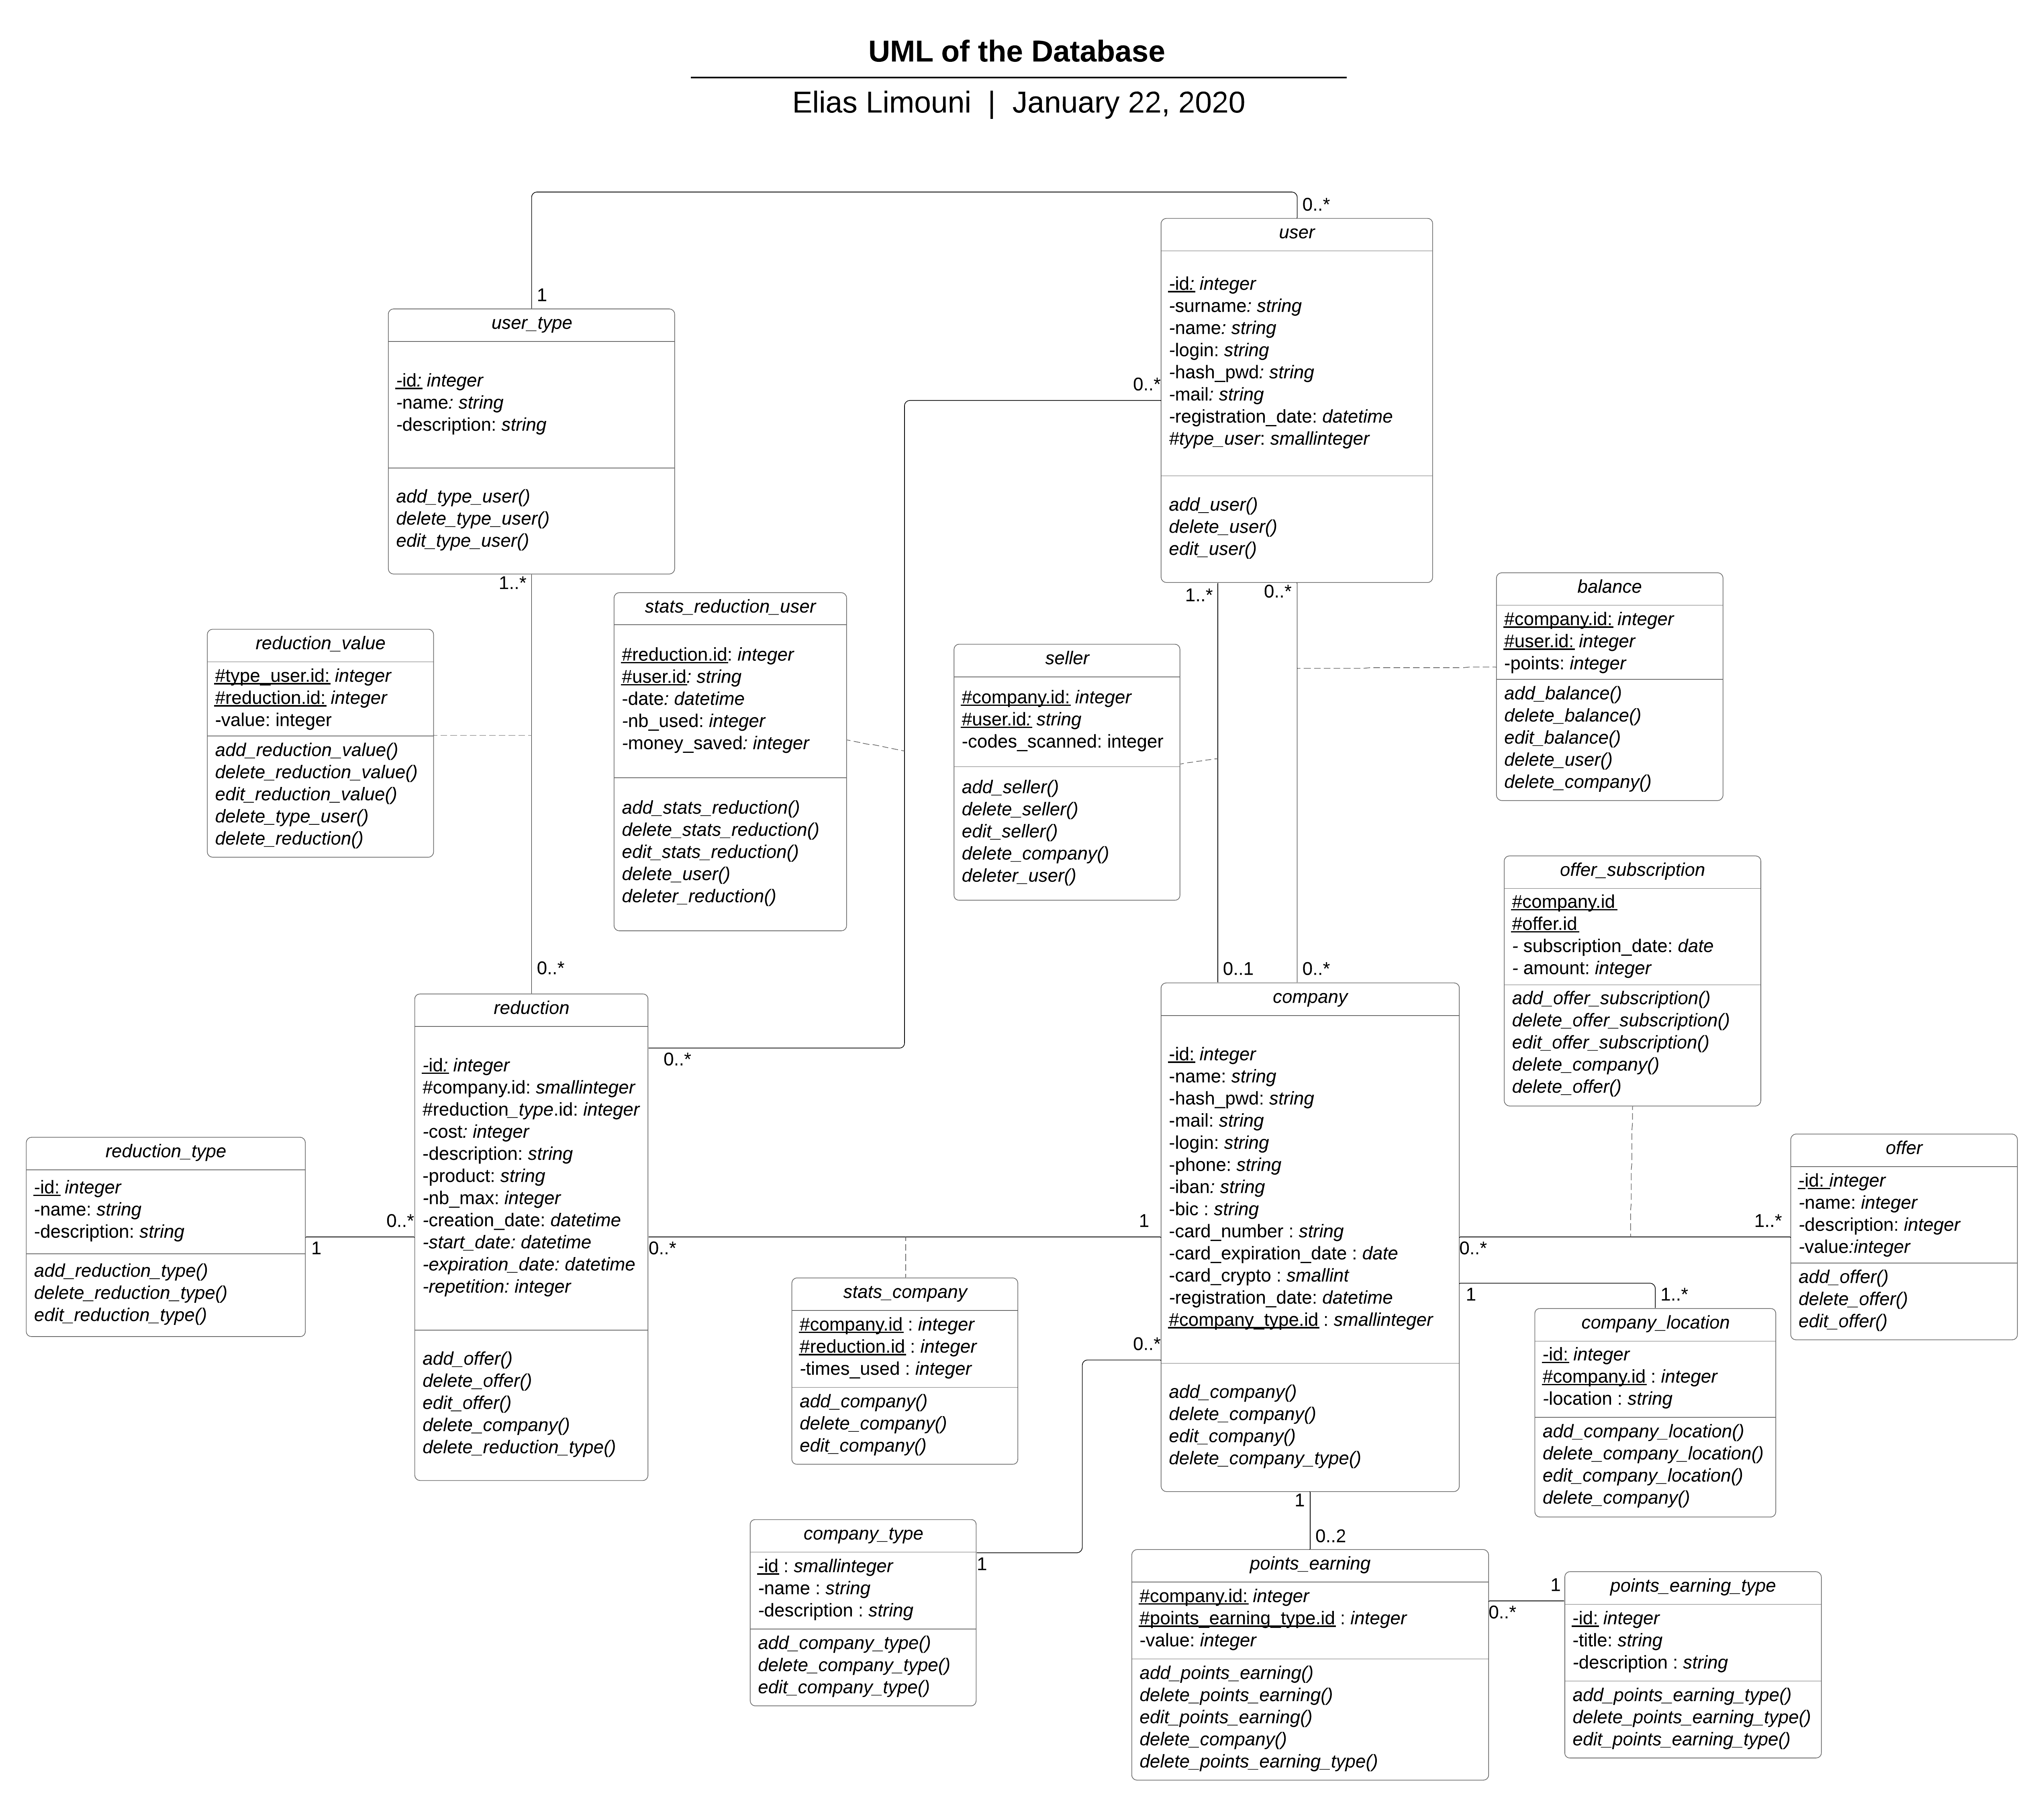 UML of the Database
Elias Limouni | January 22, 2020
0..*
1
user
-id: integer
-surname: string
-name: string
-login: string
-hash_pwd: string
-mail: string
-registration_date: datetime
#type_user: smallinteger
add_user()
delete_user()
edit_user()
user_type
-id: integer
-name: string
-description: string
add_type_user()
delete_type_user()
edit_type_user()
0..*
1..*
1..*
0..*
reduction_value
#type_user.id: integer
#reduction.id: integer
-value: integer
add_reduction_value()
delete_reduction_value()
edit_reduction_value()
delete_type_user()
delete_reduction()
stats_reduction_user
#reduction.id: integer
#user.id: string
-date: datetime
-nb_used: integer
-money_saved: integer
add_stats_reduction()
delete_stats_reduction()
edit_stats_reduction()
delete_user()
deleter_reduction()
seller
#company.id: integer
#user.id: string
-codes_scanned: integer
add_seller()
delete_seller()
edit_seller()
delete_company()
deleter_user()
balance
#company.id: integer
#user.id: integer
-points: integer
add_balance()
delete_balance()
edit_balance()
delete_user()
delete_company()
offer_subscription
#company.id
#offer.id
- subscription_date: date
- amount: integer
add_offer_subscription()
delete_offer_subscription()
edit_offer_subscription()
delete_company()
delete_offer()
0..*
0..1
0..*
reduction
-id: integer
#company.id: smallinteger
#reduction_type.id: integer
-cost: integer
-description: string
-product: string
-nb_max: integer
-creation_date: datetime
-start_date: datetime
-expiration_date: datetime
-repetition: integer
add_offer()
delete_offer()
edit_offer()
delete_company()
delete_reduction_type()
0..*
company
-id: integer
-name: string
-hash_pwd: string
-mail: string
-login: string
-phone: string
-iban: string
-bic : string
-card_number : string
-card_expiration_date : date
-card_crypto : smallint
-registration_date: datetime
#company_type.id : smallinteger
add_company()
delete_company()
edit_company()
delete_company_type()
reduction_type
-id: integer
-name: string
-description: string
add_reduction_type()
delete_reduction_type()
edit_reduction_type()
1
0..*
0..*
1
0..*
1..*
offer
-id: integer
-name: integer
-description: integer
-value:integer
add_offer()
delete_offer()
edit_offer()
stats_company
#company.id : integer
#reduction.id : integer
-times_used : integer
add_company()
delete_company()
edit_company()
1
1..*
company_location
-id: integer
#company.id : integer
-location : string
add_company_location()
delete_company_location()
edit_company_location()
delete_company()
0..*
1
company_type
-id : smallinteger
-name : string
-description : string
add_company_type()
delete_company_type()
edit_company_type()
1
0..2
points_earning
#company.id: integer
#points_earning_type.id : integer
-value: integer
add_points_earning()
delete_points_earning()
edit_points_earning()
delete_company()
delete_points_earning_type()
1
0..*
points_earning_type
-id: integer
-title: string
-description : string
add_points_earning_type()
delete_points_earning_type()
edit_points_earning_type()